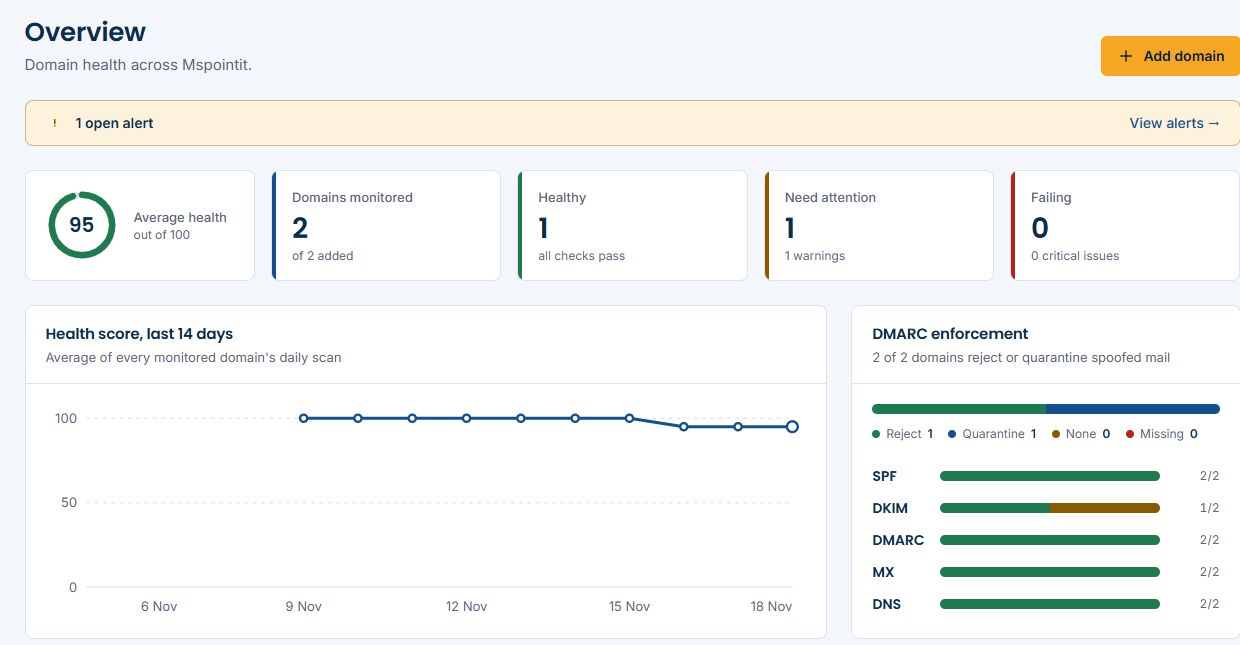 Overview
Domain health across Mspointit.
+ Add domain
! 1 open alert
View alerts →
95
Average health
out of 100
Domains monitored
2
of 2 added
Healthy
1
all checks pass
Need attention
1
1 warnings
Failing
0
0 critical issues
Health score, last 14 days
Average of every monitored domain's daily scan
100
50
0
6 Nov 9 Nov 12 Nov 15 Nov 18 Nov
DMARC enforcement
2 of 2 domains reject or quarantine spoofed mail
Reject 1 Quarantine 1 None 0 Missing 0
SPF 2/2
DKIM 1/2
DMARC 2/2
MX 2/2
DNS 2/2